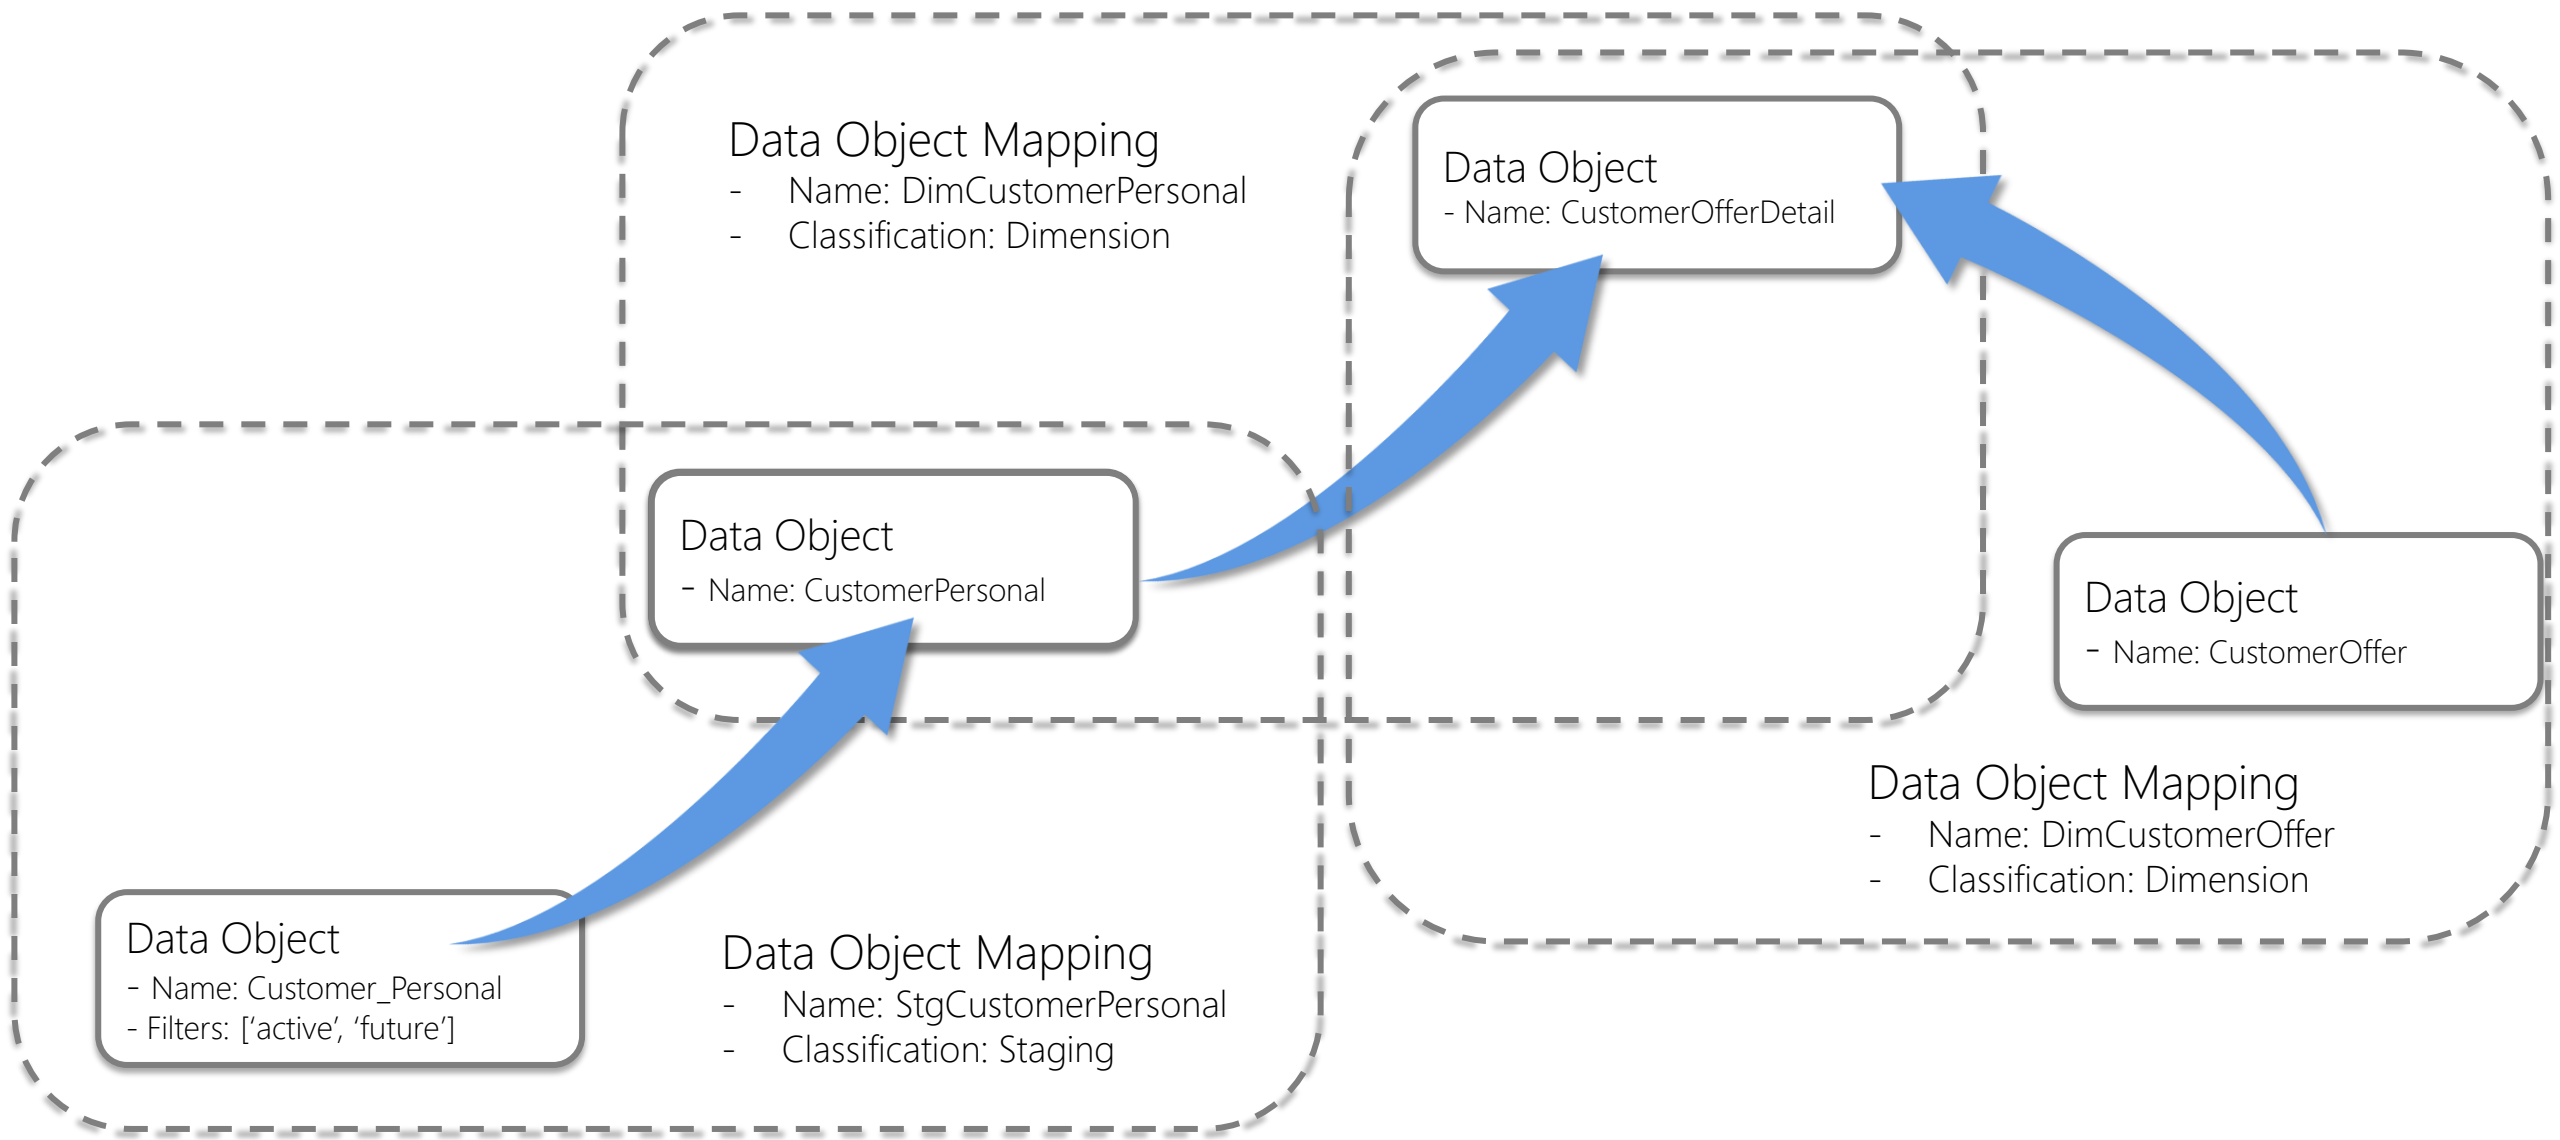 Data Object Mapping
- Name: DimCustomerPersonal
- Classification: Dimension
Data Object
- Name: CustomerOfferDetail
Data Object
- Name: CustomerPersonal
Data Object
- Name: CustomerOffer
Data Object Mapping
- Name: DimCustomerOffer
- Classification: Dimension
Data Object
- Name: Customer_Personal
- Filters: [‘active’, ‘future’]
Data Object Mapping
- Name: StgCustomerPersonal
- Classification: Staging